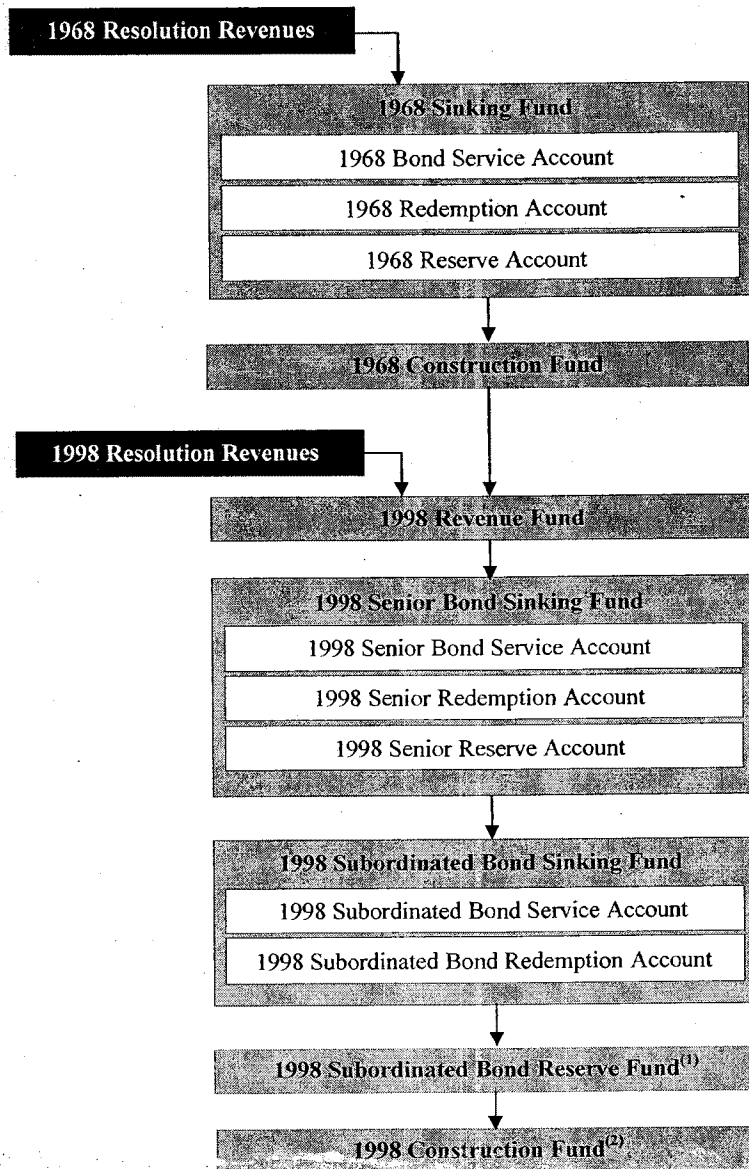 1968 Resolution Revenues
1968 Sinking Fund
1968 Bond Service Account
1968 Redemption Account
1968 Reserve Account
1968 Construction Fund
1998 Resolution Revenues
1998 Revenue Fund
1998 Senior Bond Sinking Fund
1998 Senior Bond Service Account
1998 Senior Redemption Account
1998 Senior Reserve Account
1998 Subordinated Bond Sinking Fund
1998 Subordinated Bond Service Account
1998 Subordinated Bond Redemption Account
1998 Subordinated Bond Reserve Fund(1)
1998 Construction Fund(2)